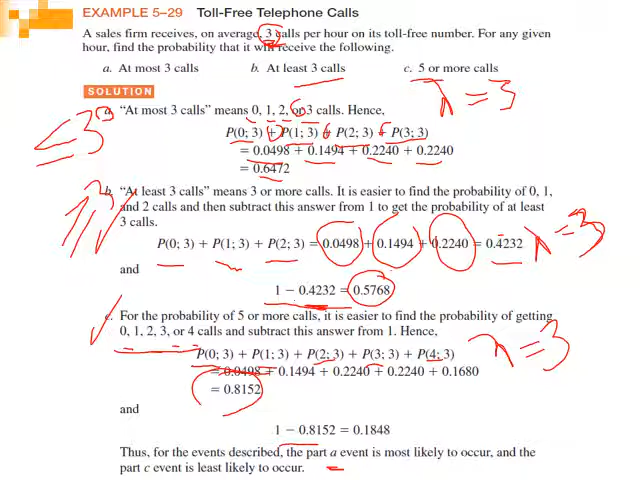 EXAMPLE 5–29 Toll-Free Telephone Calls
A sales firm receives, on average, 3 calls per hour on its toll-free number. For any given
hour, find the probability that it will receive the following.
a. At most 3 calls b. At least 3 calls c. 5 or more calls
λ=3
SOLUTION
a. “At most 3 calls” means 0, 1, 2, or 3 calls. Hence,
≤3
P(0; 3) + P(1; 3) + P(2; 3) + P(3; 3)
= 0.0498 + 0.1494 + 0.2240 + 0.2240
= 0.6472
b. “At least 3 calls” means 3 or more calls. It is easier to find the probability of 0, 1,
and 2 calls and then subtract this answer from 1 to get the probability of at least
3 calls.
≥3
P(0; 3) + P(1; 3) + P(2; 3) = 0.0498 + 0.1494 + 0.2240 = 0.4232
λ=3
and
1 − 0.4232 = 0.5768
c. For the probability of 5 or more calls, it is easier to find the probability of getting
0, 1, 2, 3, or 4 calls and subtract this answer from 1. Hence,
P(0; 3) + P(1; 3) + P(2; 3) + P(3; 3) + P(4; 3)
λ=3
= 0.0498 + 0.1494 + 0.2240 + 0.2240 + 0.1680
= 0.8152
and
1 − 0.8152 = 0.1848
Thus, for the events described, the part a event is most likely to occur, and the
part c event is least likely to occur.